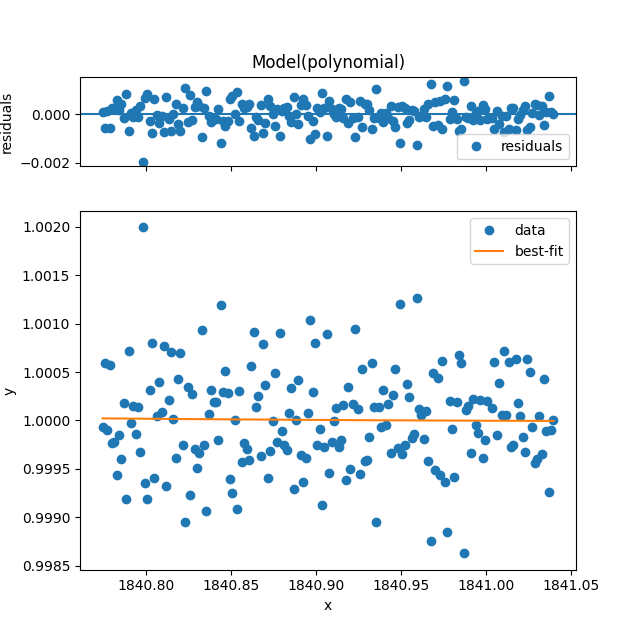 Model(polynomial)
residuals
0.000
−0.002
residuals
y
1.0020
1.0015
1.0010
1.0005
1.0000
0.9995
0.9990
0.9985
data
best-fit
1840.80 1840.85 1840.90 1840.95 1841.00 1841.05
x